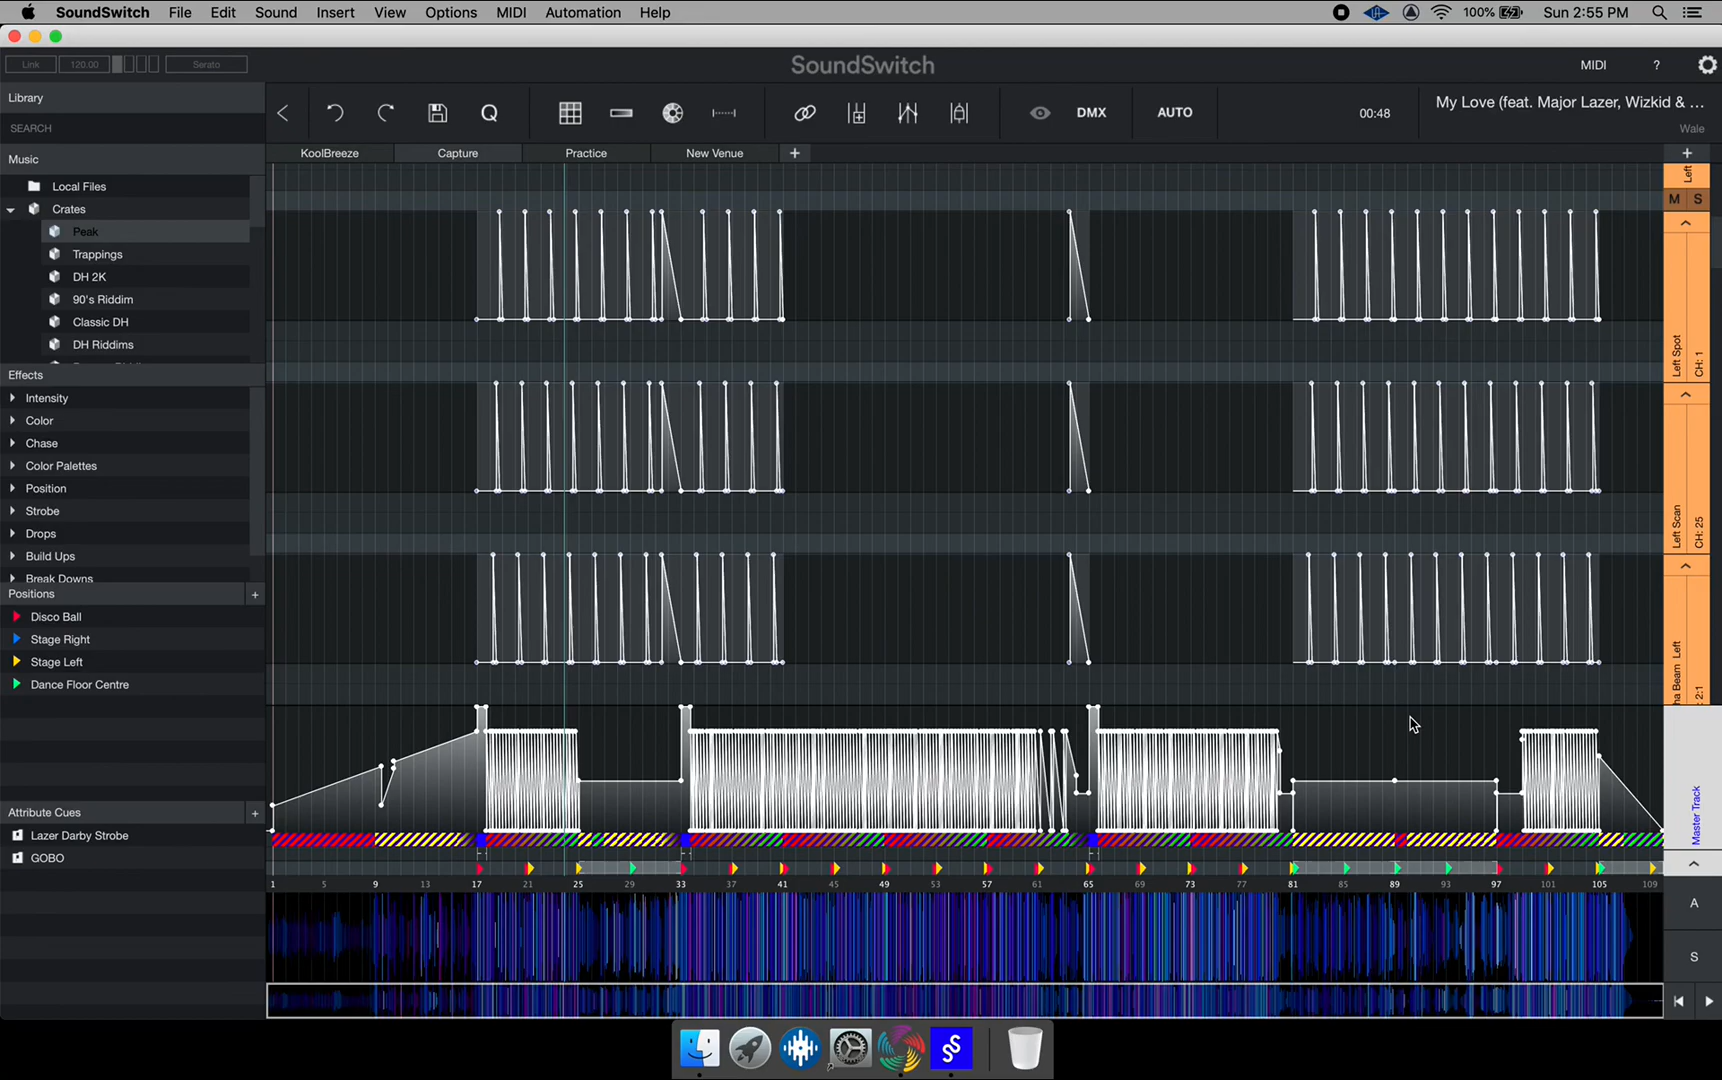 SoundSwitch File Edit Sound Insert View Options MIDI Automation Help 100% Sun 2:55 PM
Link 120.00 Serato SoundSwitch MIDI ?
Library
Q DMX AUTO 00:48 My Love (feat. Major Lazer, Wizkid & ...
Wale
SEARCH
KoolBreeze Capture Practice New Venue + +
Music
Local Files
Crates
Peak
Trappings
DH 2K
90's Riddim
Classic DH
DH Riddims
Effects
Intensity
Color
Chase
Color Palettes
Position
Strobe
Drops
Build Ups
Break Downs
Positions +
Disco Ball
Stage Right
Stage Left
Dance Floor Centre
Attribute Cues +
Lazer Darby Strobe
GOBO
Left
M S
Left Spot
CH: 1
Left Scan
CH: 25
ha Beam Left
2:1
Master Track
1 5 9 13 17 21 25 29 33 37 41 45 49 53 57 61 65 69 73 77 81 85 89 93 97 101 105 109
A
S